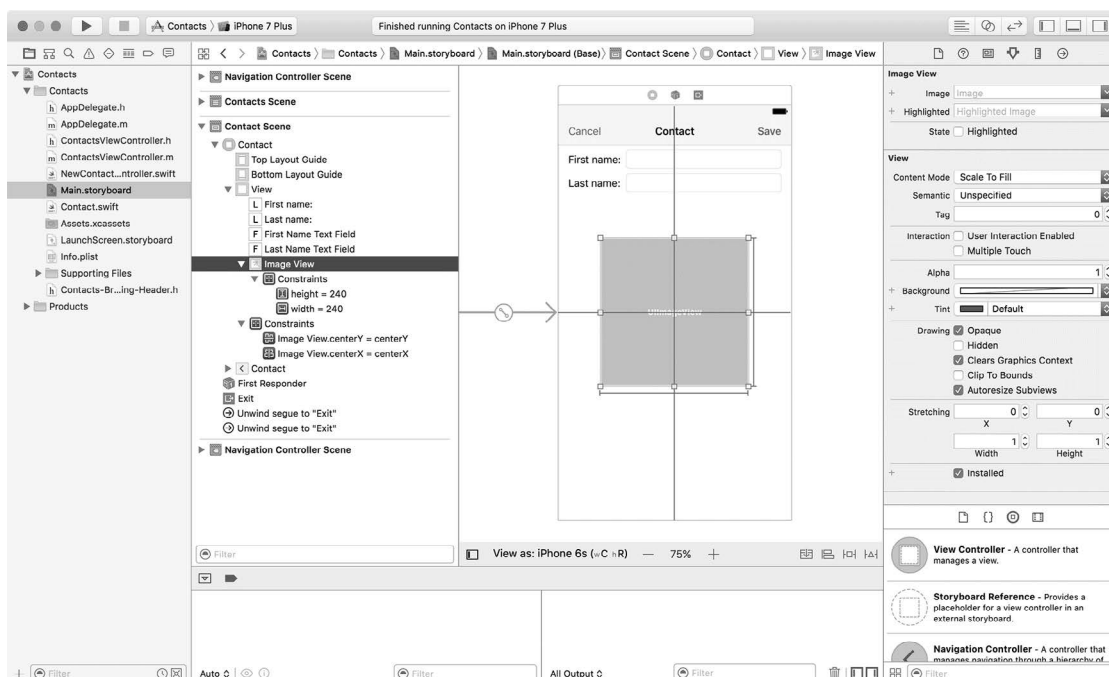 Contacts
iPhone 7 Plus
Finished running Contacts on iPhone 7 Plus
Contacts
Contacts
Main.storyboard
Main.storyboard (Base)
Contact Scene
Contact
View
Image View
Contacts
Contacts
AppDelegate.h
AppDelegate.m
ContactsViewController.h
ContactsViewController.m
NewContact...ntroller.swift
Main.storyboard
Contact.swift
Assets.xcassets
LaunchScreen.storyboard
Info.plist
Supporting Files
Contacts-Br...ing-Header.h
Products
Filter
Navigation Controller Scene
Contacts Scene
Contact Scene
Contact
Top Layout Guide
Bottom Layout Guide
View
L First name:
L Last name:
F First Name Text Field
F Last Name Text Field
Image View
Constraints
height = 240
width = 240
Constraints
Image View.centerY = centerY
Image View.centerX = centerX
Contact
First Responder
Exit
Unwind segue to "Exit"
Unwind segue to "Exit"
Navigation Controller Scene
Filter
Cancel
Contact
Save
First name:
Last name:
UIImageView
View as: iPhone 6s (wC hR)
75%
Auto
Filter
All Output
Filter
Image View
Image
Image
Highlighted
Highlighted Image
State
Highlighted
View
Content Mode
Scale To Fill
Semantic
Unspecified
Tag
0
Interaction
User Interaction Enabled
Multiple Touch
Alpha
1
Background
Tint
Default
Drawing
Opaque
Hidden
Clears Graphics Context
Clip To Bounds
Autoresize Subviews
Stretching
0
0
X
Y
1
1
Width
Height
Installed
View Controller - A controller that
manages a view.
Storyboard Reference - Provides a
placeholder for a view controller in an
external storyboard.
Navigation Controller - A controller that
manages navigation through a hierarchy of
Filter